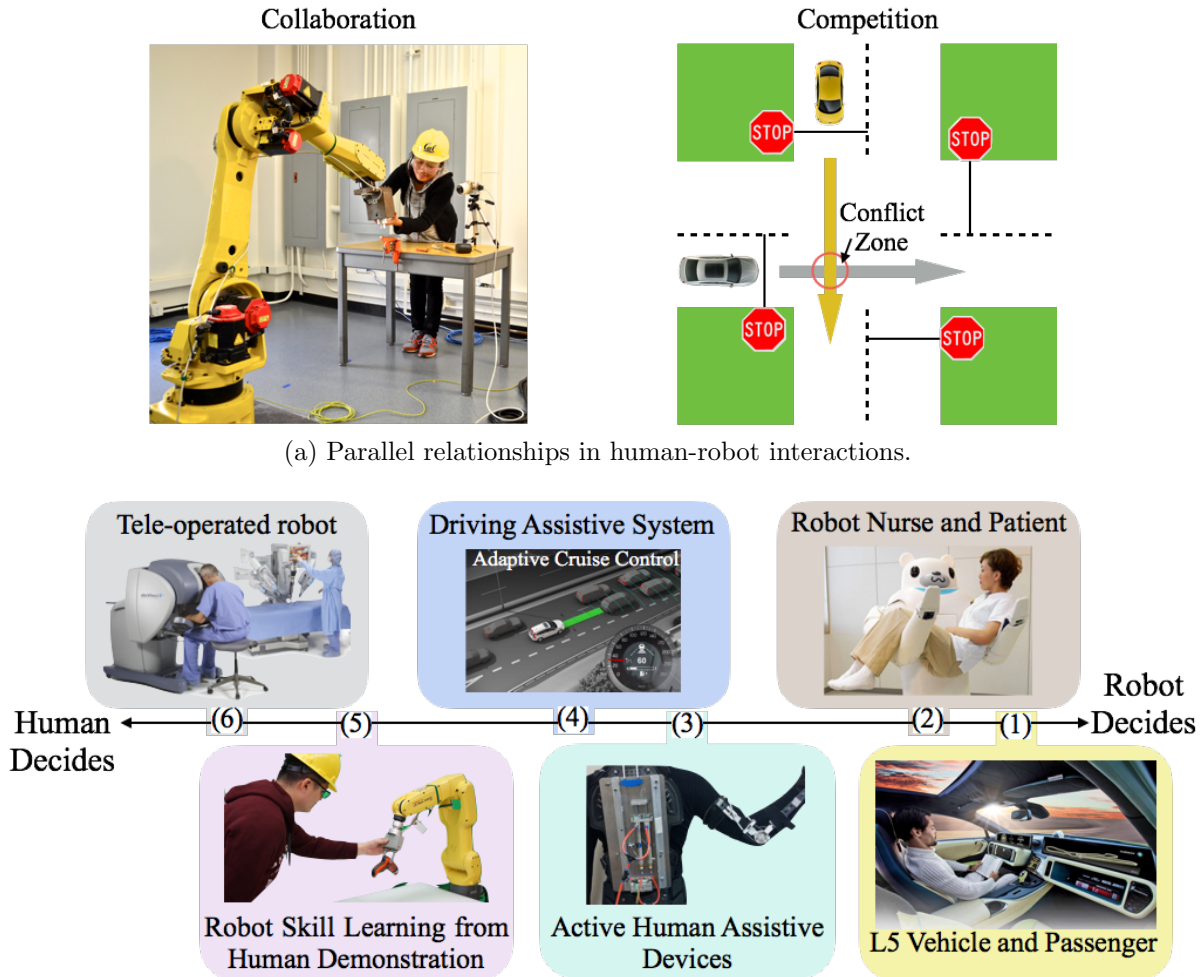 Collaboration
Competition
Cal
STOP
STOP
Conflict
Zone
STOP
STOP
(a) Parallel relationships in human-robot interactions.
Tele-operated robot
Driving Assistive System
Adaptive Cruise Control
60
Robot Nurse and Patient
Human
Decides
(6)
(5)
(4)
(3)
(2)
(1)
Robot
Decides
Robot Skill Learning from
Human Demonstration
Active Human Assistive
Devices
L5 Vehicle and Passenger